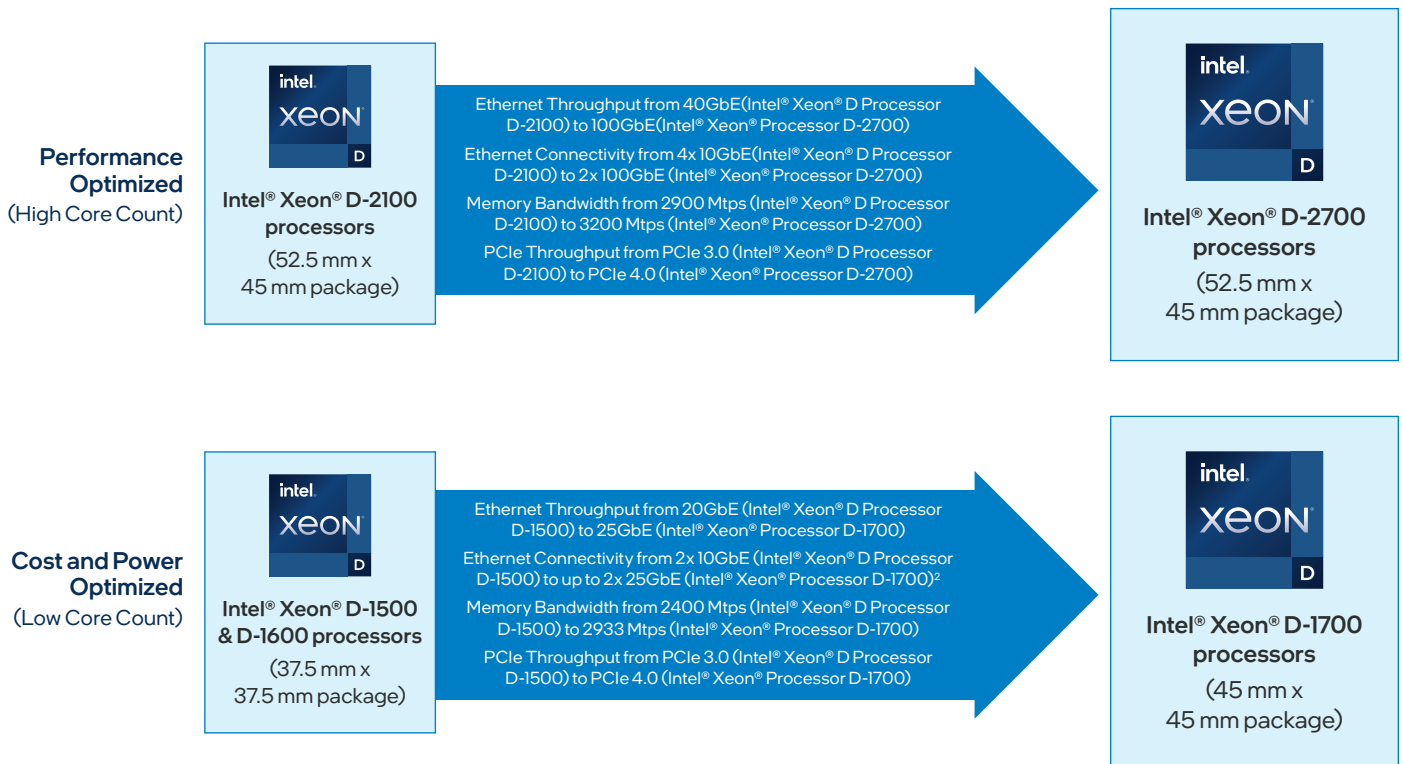 Performance
Optimized
(High Core Count)
intel.
xeon®
D
Intel® Xeon® D-2100
processors
(52.5 mm x
45 mm package)
Ethernet Throughput from 40GbE(Intel® Xeon® D Processor
D-2100) to 100GbE(Intel® Xeon® Processor D-2700)
Ethernet Connectivity from 4x 10GbE(Intel® Xeon® D Processor
D-2100) to 2x 100GbE (Intel® Xeon® Processor D-2700)
Memory Bandwidth from 2900 Mtps (Intel® Xeon® D Processor
D-2100) to 3200 Mtps (Intel® Xeon® Processor D-2700)
PCIe Throughput from PCIe 3.0 (Intel® Xeon® D Processor
D-2100) to PCIe 4.0 (Intel® Xeon® Processor D-2700)
intel.
xeon®
D
Intel® Xeon® D-2700
processors
(52.5 mm x
45 mm package)
Cost and Power
Optimized
(Low Core Count)
intel.
xeon®
D
Intel® Xeon® D-1500
& D-1600 processors
(37.5 mm x
37.5 mm package)
Ethernet Throughput from 20GbE (Intel® Xeon® D Processor
D-1500) to 25GbE (Intel® Xeon® Processor D-1700)
Ethernet Connectivity from 2x 10GbE (Intel® Xeon® D Processor
D-1500) to up to 2x 25GbE (Intel® Xeon® Processor D-1700)²
Memory Bandwidth from 2400 Mtps (Intel® Xeon® D Processor
D-1500) to 2933 Mtps (Intel® Xeon® Processor D-1700)
PCIe Throughput from PCIe 3.0 (Intel® Xeon® D Processor
D-1500) to PCIe 4.0 (Intel® Xeon® Processor D-1700)
intel.
xeon®
D
Intel® Xeon® D-1700
processors
(45 mm x
45 mm package)